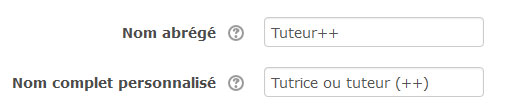 Nom abrégé ? Tuteur++
Nom complet personnalisé ? Tutrice ou tuteur (++)